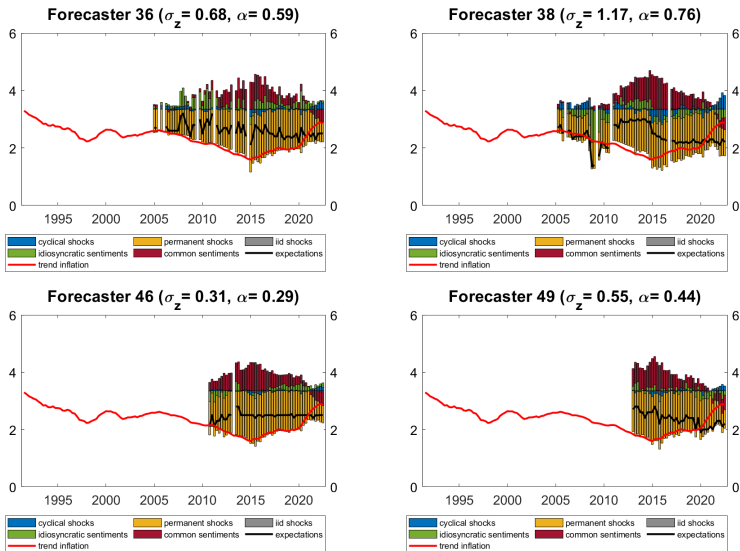 Forecaster 36 (σz= 0.68, α= 0.59)
6 6
4 4
2 2
0 0
1995 2000 2005 2010 2015 2020
cyclical shocks permanent shocks iid shocks
idiosyncratic sentiments common sentiments expectations
trend inflation
Forecaster 38 (σz= 1.17, α= 0.76)
6 6
4 4
2 2
0 0
1995 2000 2005 2010 2015 2020
cyclical shocks permanent shocks iid shocks
idiosyncratic sentiments common sentiments expectations
trend inflation
Forecaster 46 (σz= 0.31, α= 0.29)
6 6
4 4
2 2
0 0
1995 2000 2005 2010 2015 2020
cyclical shocks permanent shocks iid shocks
idiosyncratic sentiments common sentiments expectations
trend inflation
Forecaster 49 (σz= 0.55, α= 0.44)
6 6
4 4
2 2
0 0
1995 2000 2005 2010 2015 2020
cyclical shocks permanent shocks iid shocks
idiosyncratic sentiments common sentiments expectations
trend inflation